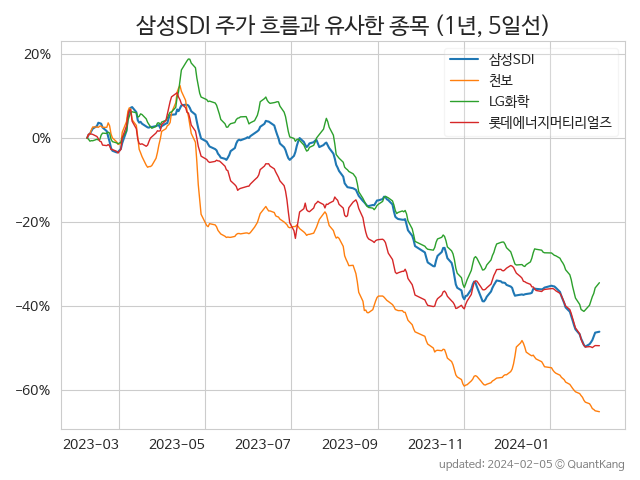 삼성SDI 주가 흐름과 유사한 종목 (1년, 5일선)
삼성SDI
천보
LG화학
롯데에너지머티리얼즈
20%
0%
−20%
−40%
−60%
2023-03 2023-05 2023-07 2023-09 2023-11 2024-01
updated: 2024-02-05 © QuantKang